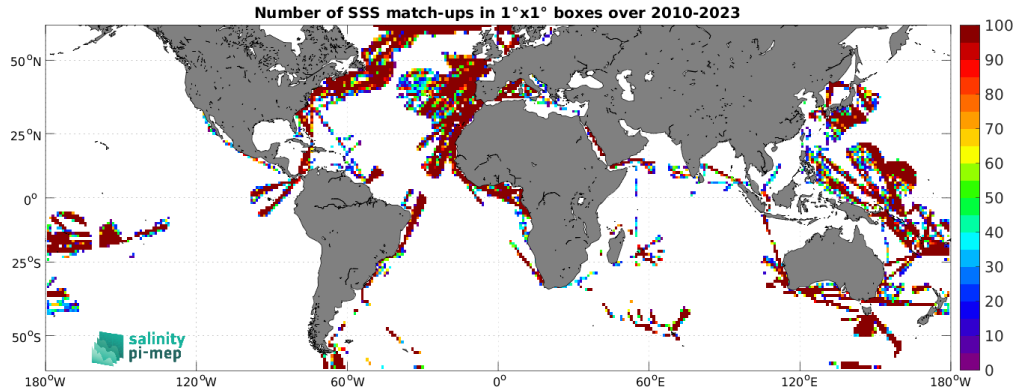 Number of SSS match-ups in 1°x1° boxes over 2010-2023
100
90
80
70
60
50
40
30
20
10
0
50°N
25°N
0°
25°S
50°S
salinity
pi-mep
180°W
120°W
60°W
0°
60°E
120°E
180°W